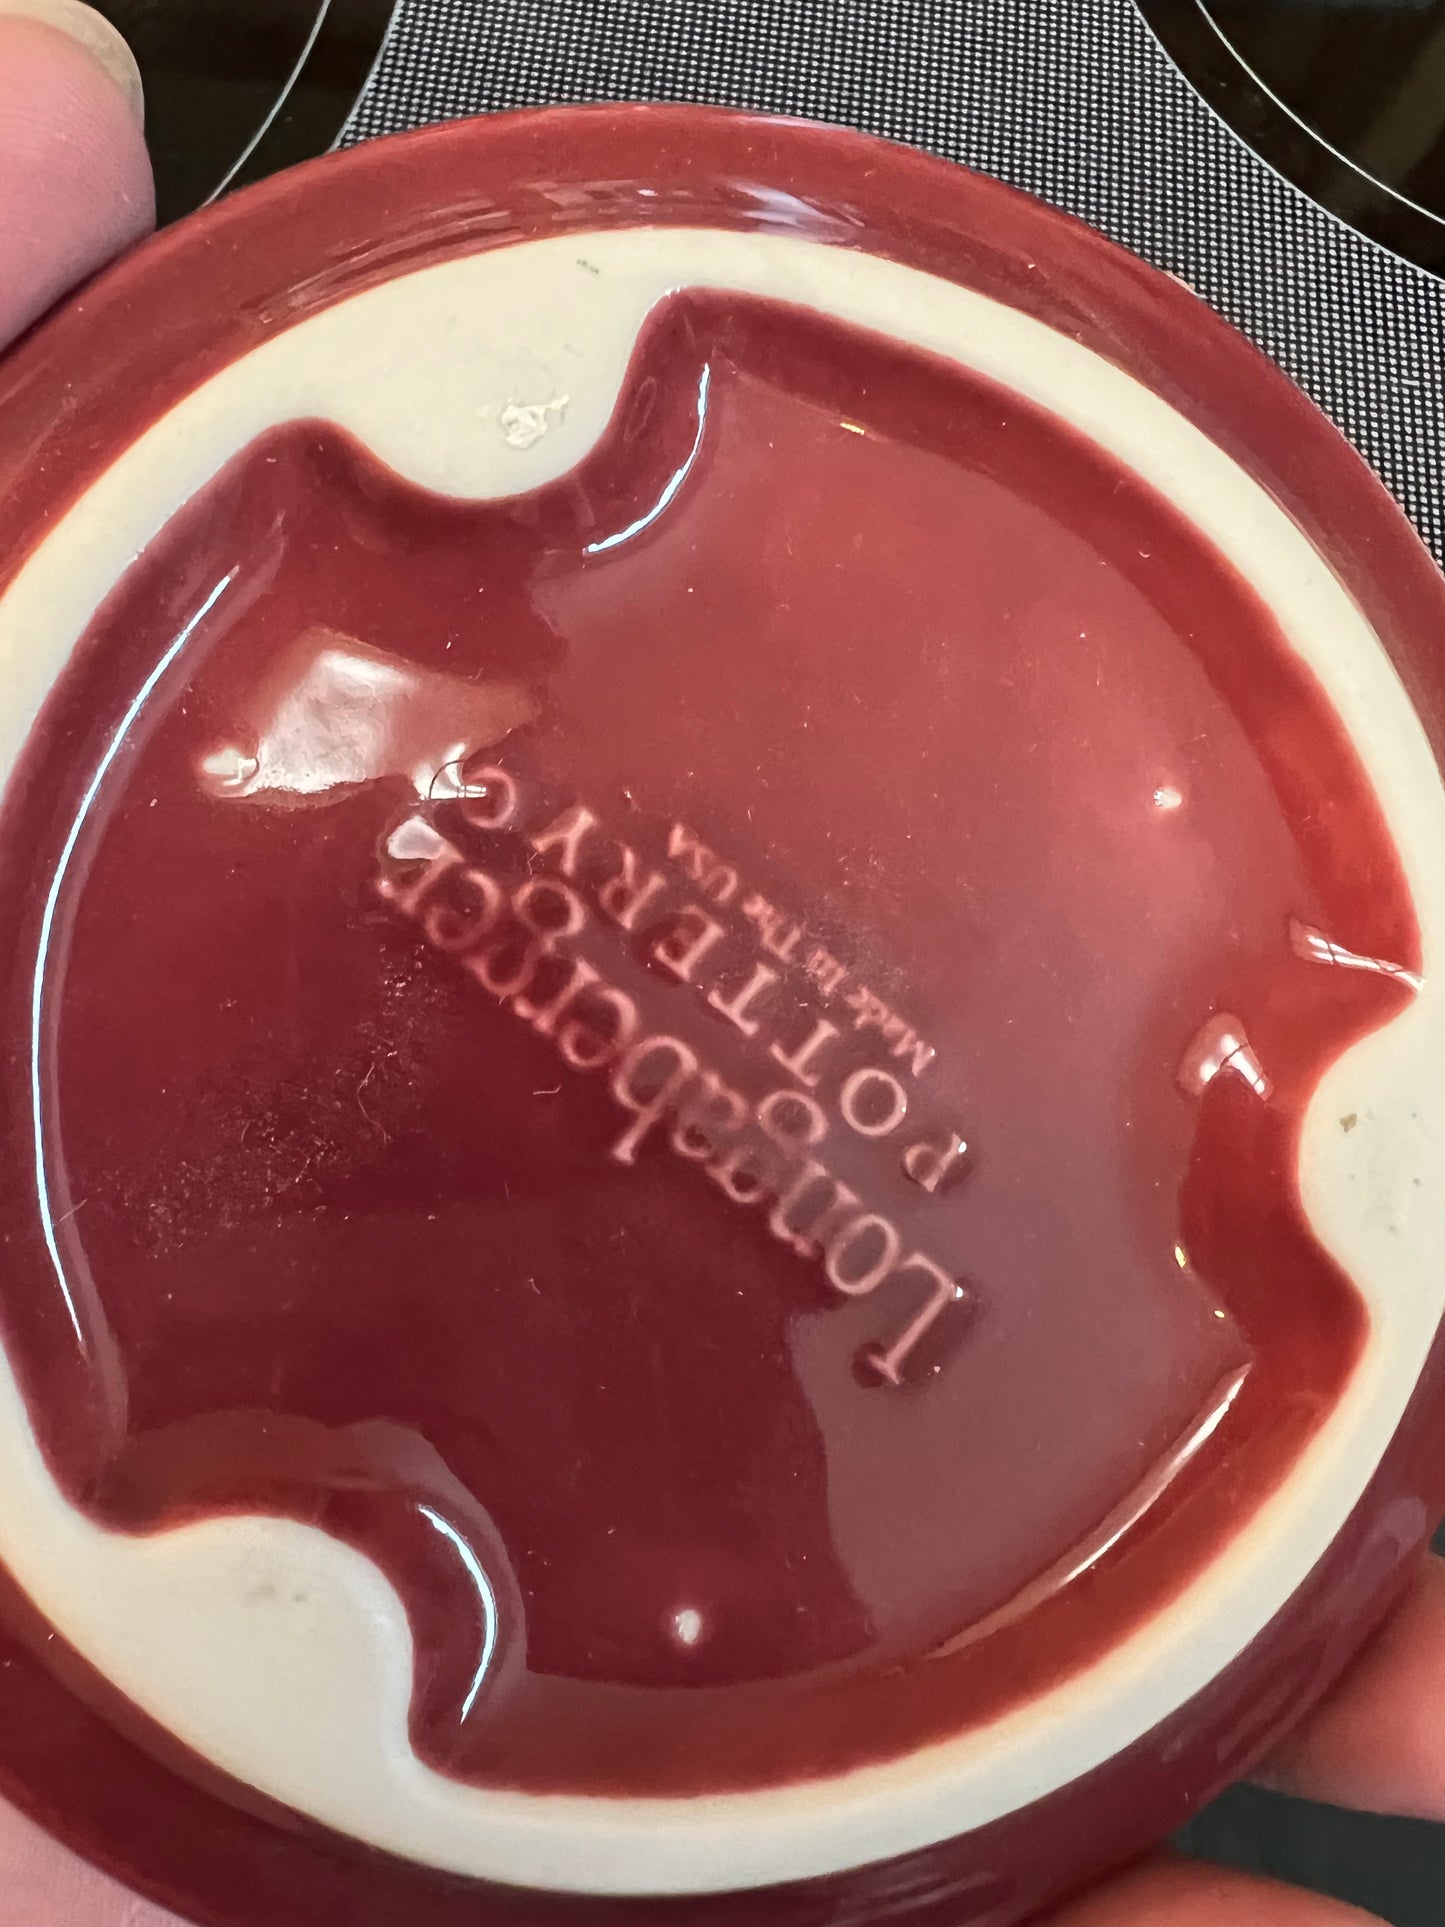 Longaberger
POTTERY©
Made In The USA